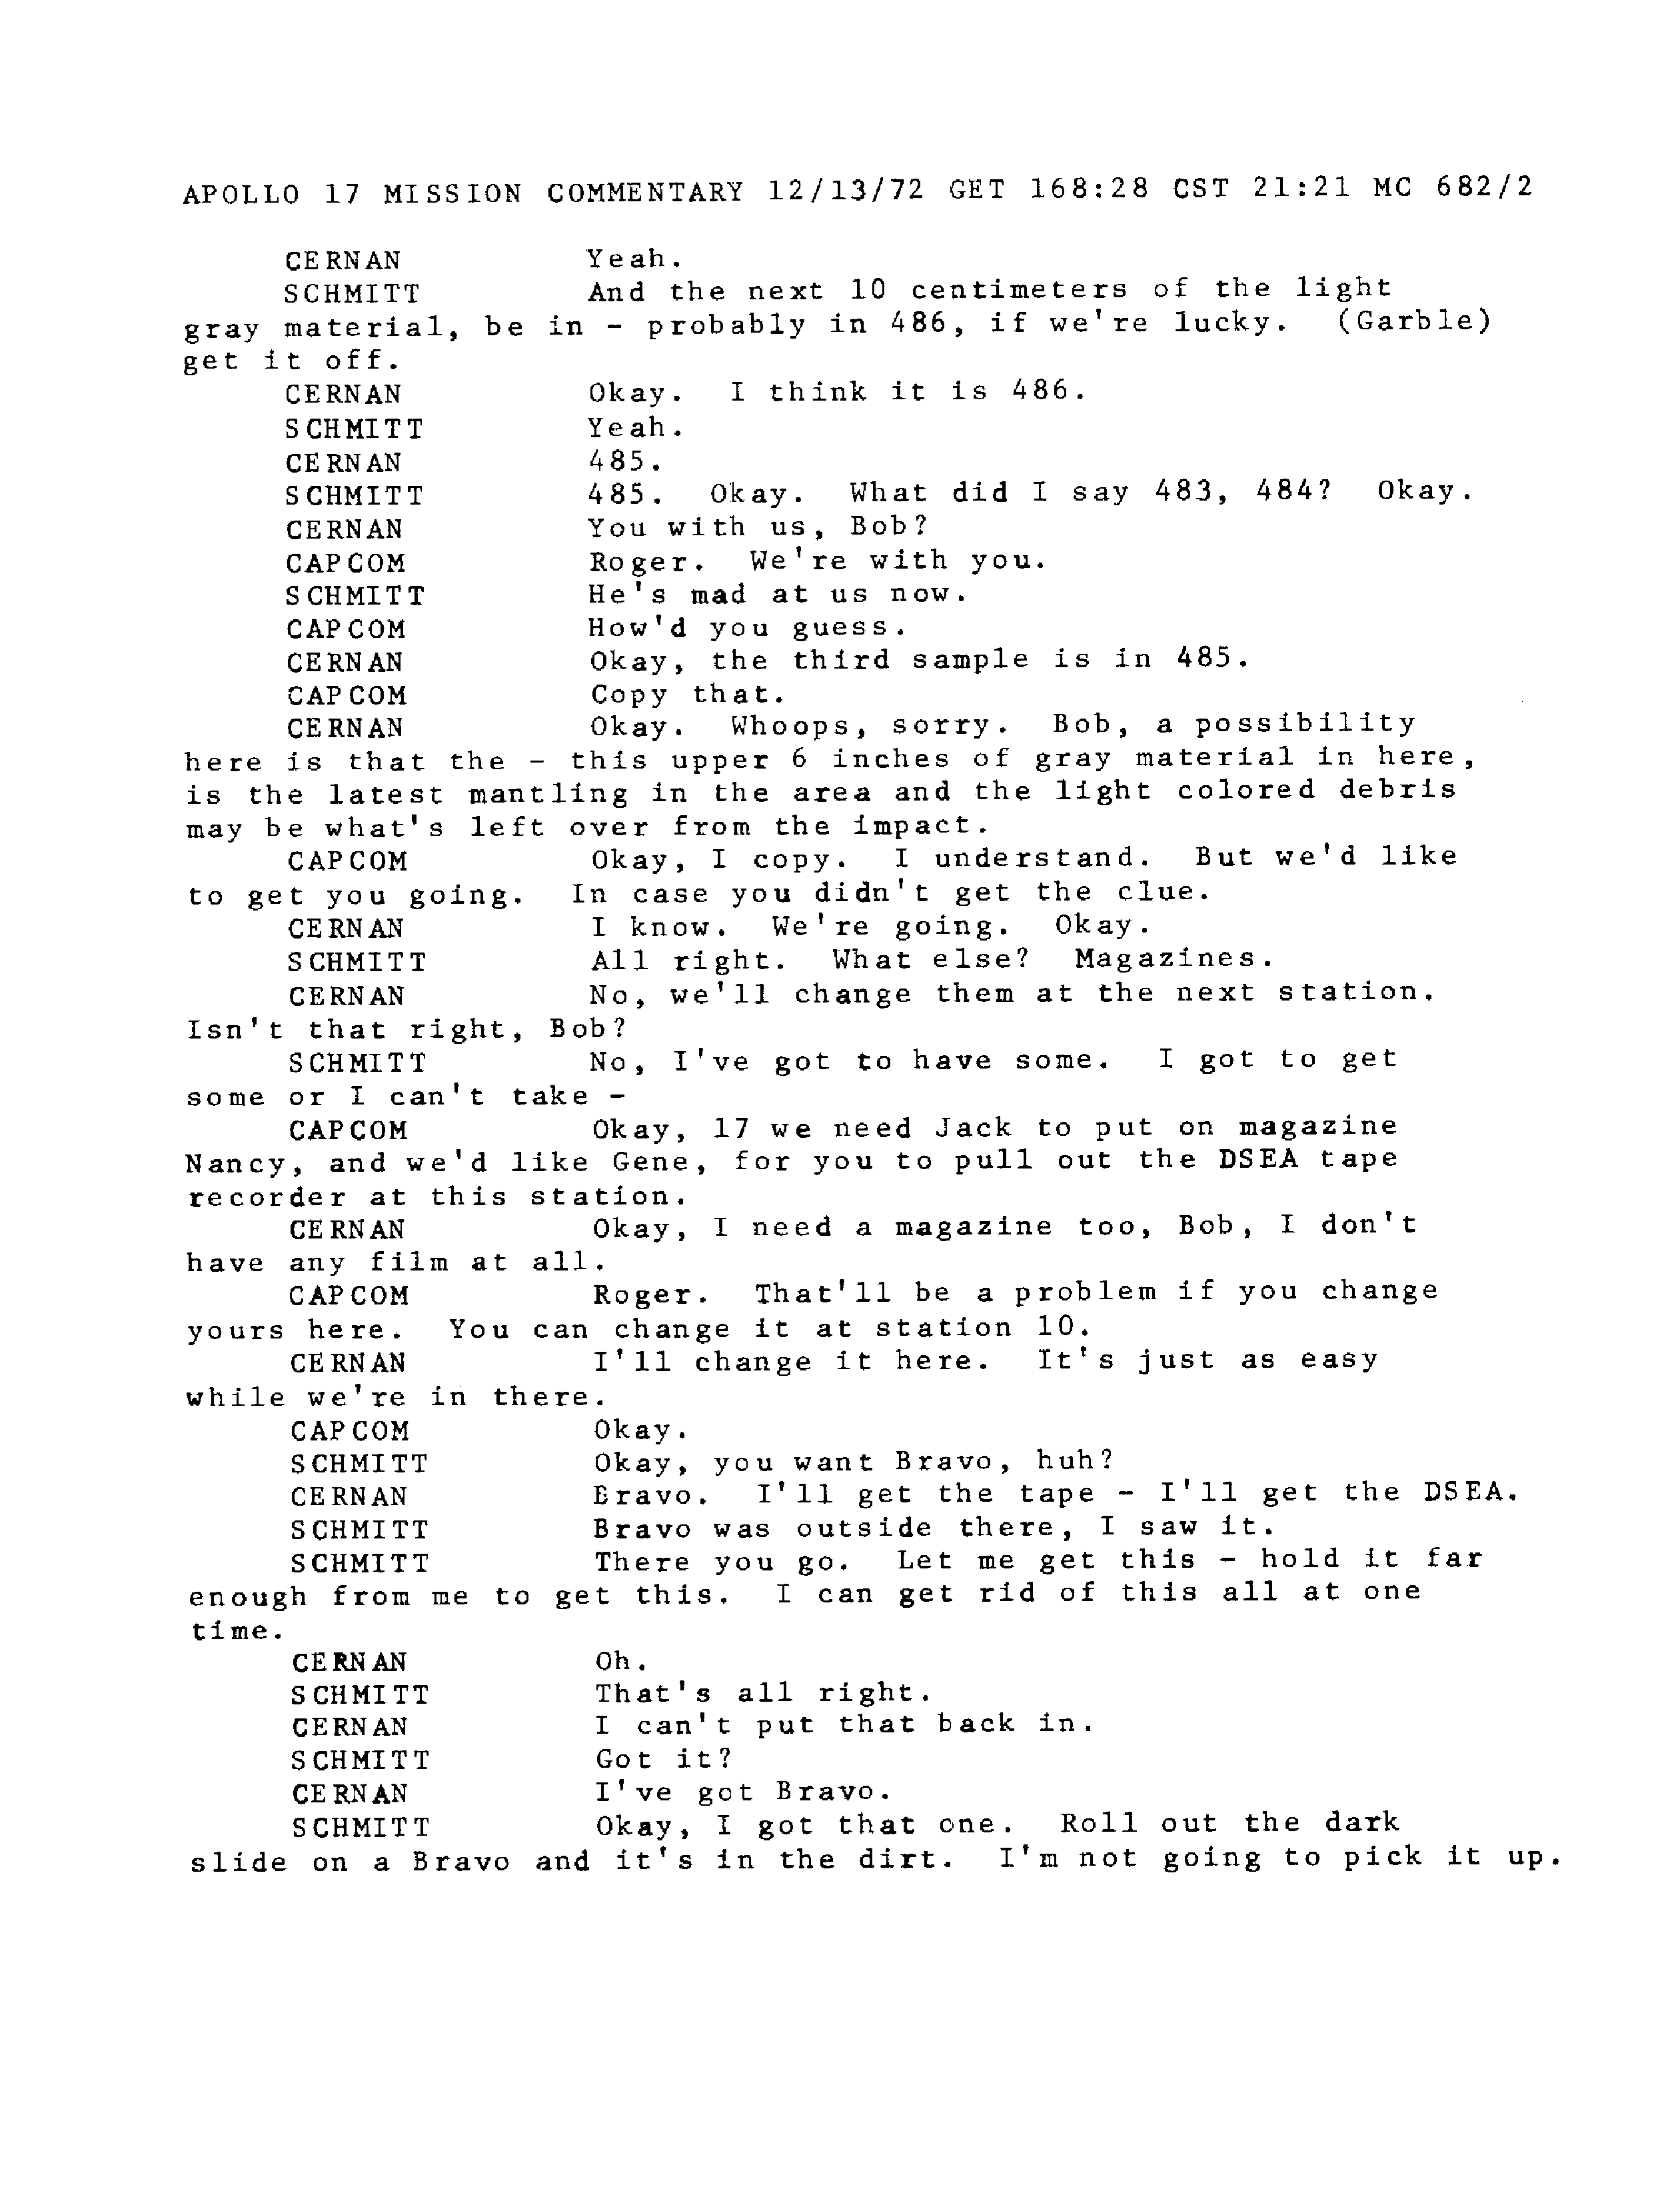 APOLLO 17 MISSION COMMENTARY 12/13/72 GET 168:28 CST 21:21 MC 682/2
CERNAN Yeah.
SCHMITT And the next 10 centimeters of the light
gray material, be in - probably in 486, if we're lucky. (Garble)
get it off.
CERNAN Okay. I think it is 486.
SCHMITT Yeah.
CERNAN 485.
SCHMITT 485. Okay. What did I say 483, 484? Okay.
CERNAN You with us, Bob?
CAPCOM Roger. We're with you.
SCHMITT He's mad at us now.
CAPCOM How'd you guess.
CERNAN Okay, the third sample is in 485.
CAPCOM Copy that.
CERNAN Okay. Whoops, sorry. Bob, a possibility
here is that the - this upper 6 inches of gray material in here,
is the latest mantling in the area and the light colored debris
may be what's left over from the impact.
CAPCOM Okay, I copy. I understand. But we'd like
to get you going. In case you didn't get the clue.
CERNAN I know. We're going. Okay.
SCHMITT All right. What else? Magazines.
CERNAN No, we'll change them at the next station.
Isn't that right, Bob?
SCHMITT No, I've got to have some. I got to get
some or I can't take -
CAPCOM Okay, 17 we need Jack to put on magazine
Nancy, and we'd like Gene, for you to pull out the DSEA tape
recorder at this station.
CERNAN Okay, I need a magazine too, Bob, I don't
have any film at all.
CAPCOM Roger. That'll be a problem if you change
yours here. You can change it at station 10.
CERNAN I'll change it here. It's just as easy
while we're in there.
CAPCOM Okay.
SCHMITT Okay, you want Bravo, huh?
CERNAN Bravo. I'll get the tape - I'll get the DSEA.
SCHMITT Bravo was outside there, I saw it.
SCHMITT There you go. Let me get this - hold it far
enough from me to get this. I can get rid of this all at one
time.
CERNAN Oh.
SCHMITT That's all right.
CERNAN I can't put that back in.
SCHMITT Got it?
CERNAN I've got Bravo.
SCHMITT Okay, I got that one. Roll out the dark
slide on a Bravo and it's in the dirt. I'm not going to pick it up.